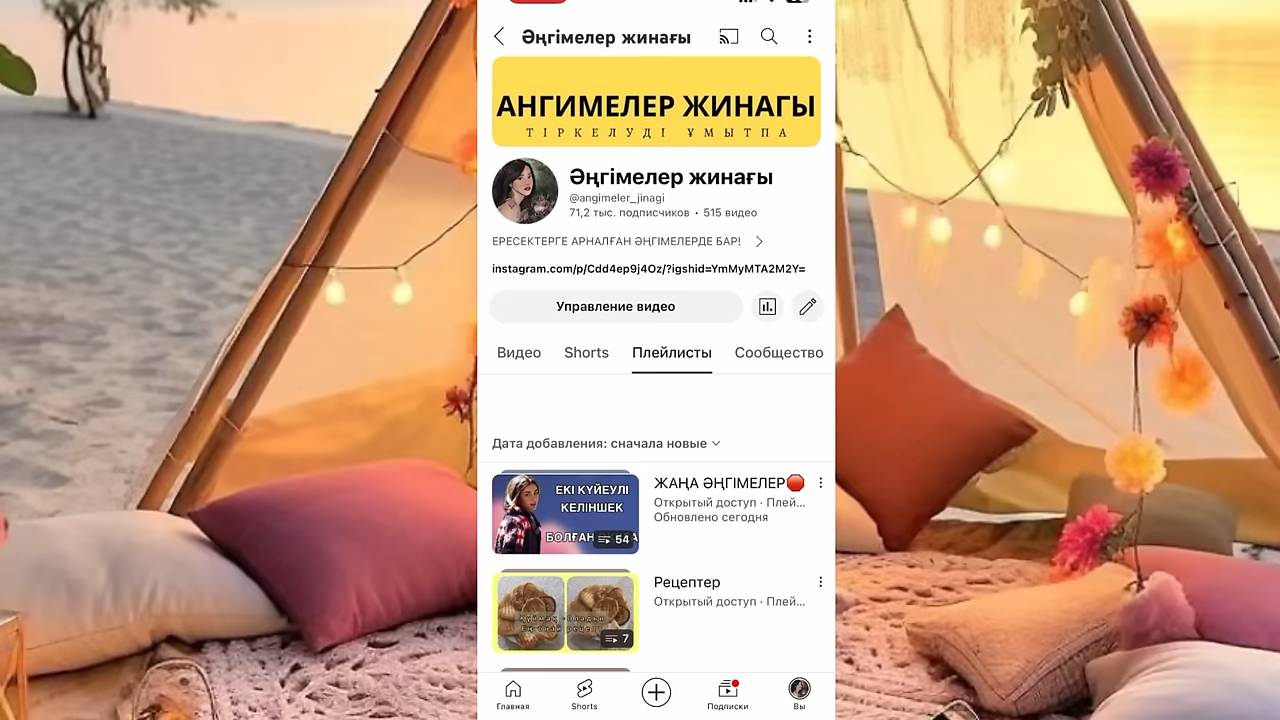 Әңгімелер жинағы
АНГИМЕЛЕР ЖИНАГЫ
ТІРКЕЛУДІ ҰМЫТПА
Әңгімелер жинағы
@angimeler_jinagi
71,2 тыс. подписчиков • 515 видео
ЕРЕСЕКТЕРГЕ АРНАЛҒАН ӘҢГІМЕЛЕРДЕ БАР!
instagram.com/p/Cdd4ep9j4Oz/?igshid=YmMyMTA2M2Y=
Управление видео
Видео Shorts Плейлисты Сообщество
Дата добавления: сначала новые
ЕКІ КҮЙЕУЛІ
КЕЛІНШЕК
54
ЖАҢА ӘҢГІМЕЛЕР
Открытый доступ · Плей...
Обновлено сегодня
7
Рецептер
Открытый доступ · Плей...
Главная Shorts Подписки Вы